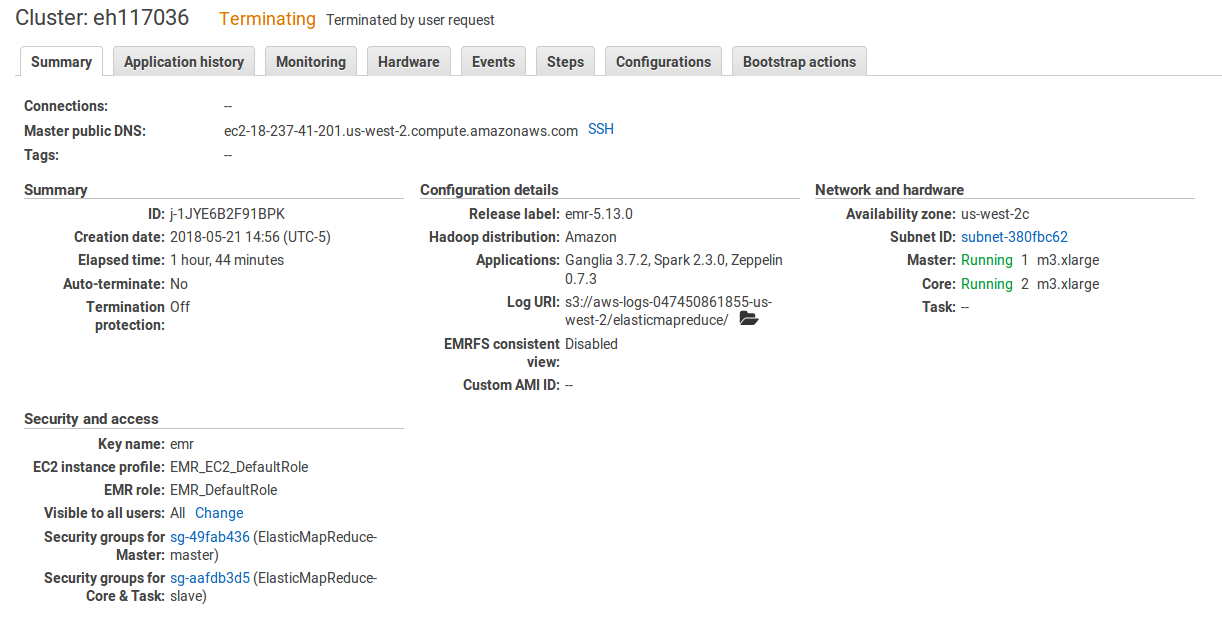 Cluster: eh117036 Terminating Terminated by user request
Summary Application history Monitoring Hardware Events Steps Configurations Bootstrap actions
Connections: --
Master public DNS: ec2-18-237-41-201.us-west-2.compute.amazonaws.com SSH
Tags: --
Summary
ID: j-1JYE6B2F91BPK
Creation date: 2018-05-21 14:56 (UTC-5)
Elapsed time: 1 hour, 44 minutes
Auto-terminate: No
Termination Off
protection:
Configuration details
Release label: emr-5.13.0
Hadoop distribution: Amazon
Applications: Ganglia 3.7.2, Spark 2.3.0, Zeppelin
0.7.3
Log URI: s3://aws-logs-047450861855-us-
west-2/elasticmapreduce/
EMRFS consistent Disabled
view:
Custom AMI ID: --
Network and hardware
Availability zone: us-west-2c
Subnet ID: subnet-380fbc62
Master: Running 1 m3.xlarge
Core: Running 2 m3.xlarge
Task: --
Security and access
Key name: emr
EC2 instance profile: EMR_EC2_DefaultRole
EMR role: EMR_DefaultRole
Visible to all users: All Change
Security groups for sg-49fab436 (ElasticMapReduce-
Master: master)
Security groups for sg-aafdb3d5 (ElasticMapReduce-
Core & Task: slave)